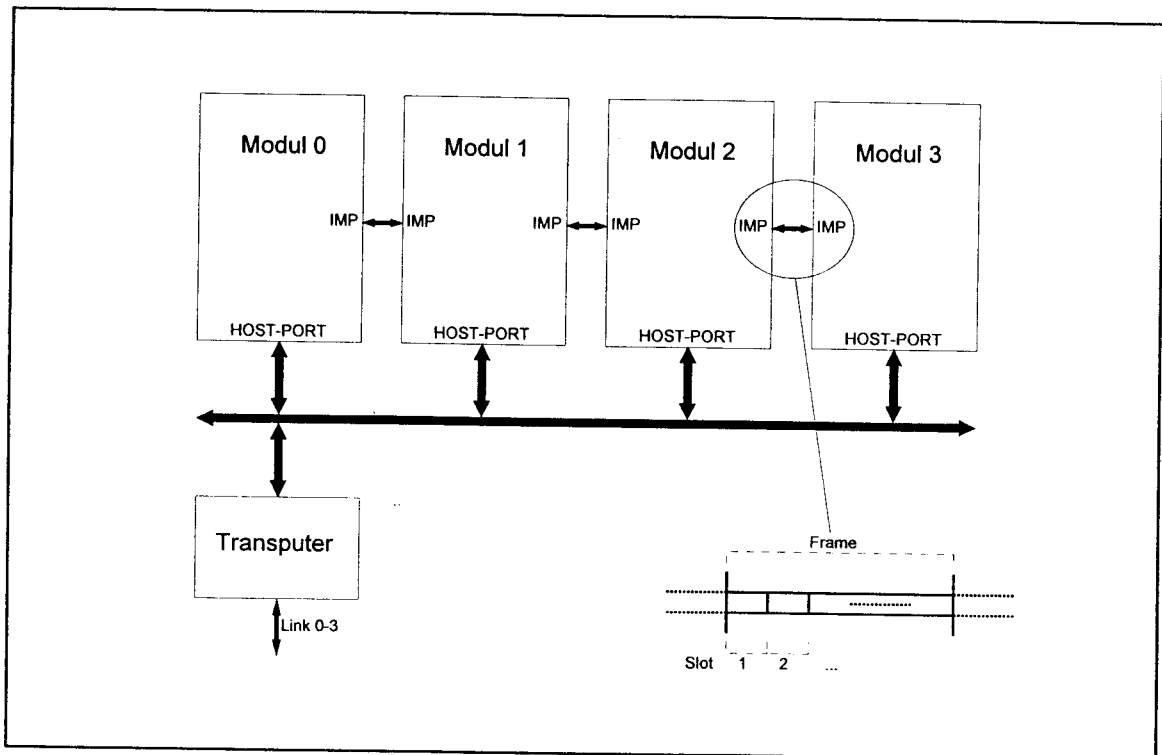 Modul 0
Modul 1
Modul 2
Modul 3
IMP
IMP
IMP
IMP
IMP
IMP
HOST-PORT
HOST-PORT
HOST-PORT
HOST-PORT
Transputer
Link 0-3
Frame
Slot 1 2 ...